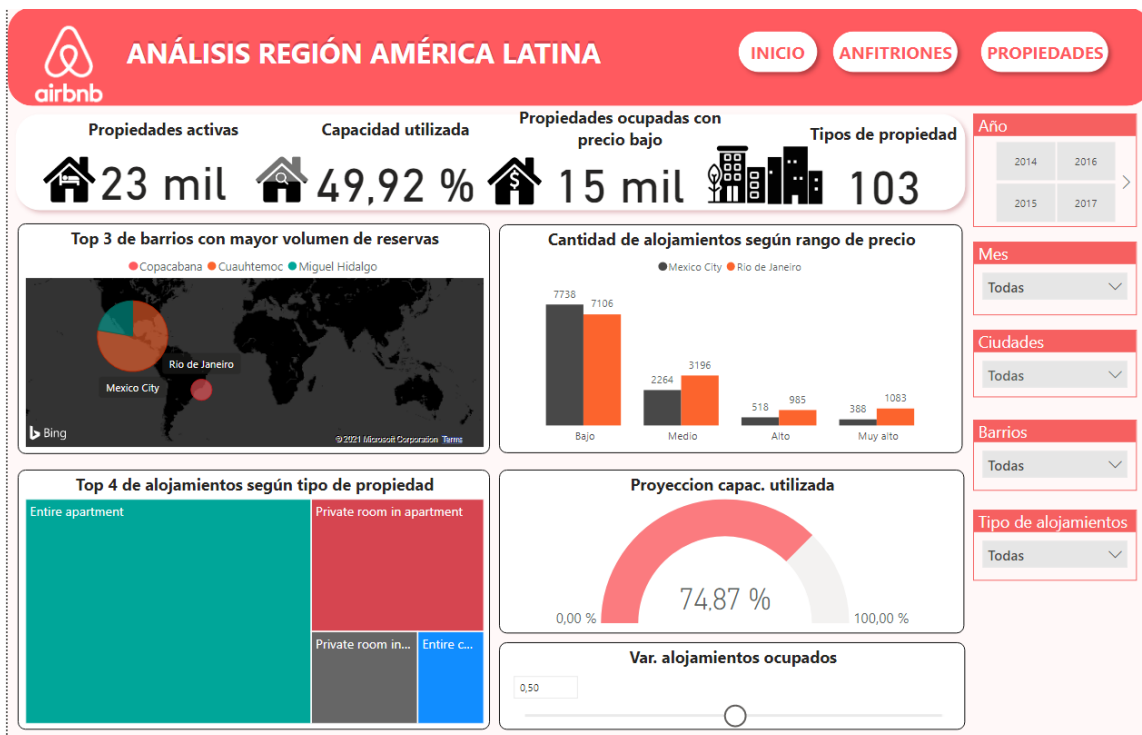 ANÁLISIS REGIÓN AMÉRICA LATINA
INICIO
ANFITRIONES
PROPIEDADES
airbnb
Propiedades activas
23 mil
Capacidad utilizada
49,92 %
Propiedades ocupadas con
precio bajo
15 mil
Tipos de propiedad
103
Año
2014
2016
2015
2017
Mes
Todas
Ciudades
Todas
Barrios
Todas
Tipo de alojamientos
Todas
Top 3 de barrios con mayor volumen de reservas
Copacabana Cuauhtemoc Miguel Hidalgo
Rio de Janeiro
Mexico City
Bing
© 2021 Microsoft Corporation Terms
Cantidad de alojamientos según rango de precio
Mexico City Rio de Janeiro
7738
7106
2264
3196
518
985
388
1083
Bajo
Medio
Alto
Muy alto
Top 4 de alojamientos según tipo de propiedad
Entire apartment
Private room in apartment
Private room in...
Entire c...
Proyeccion capac. utilizada
74,87 %
0,00 %
100,00 %
Var. alojamientos ocupados
0,50